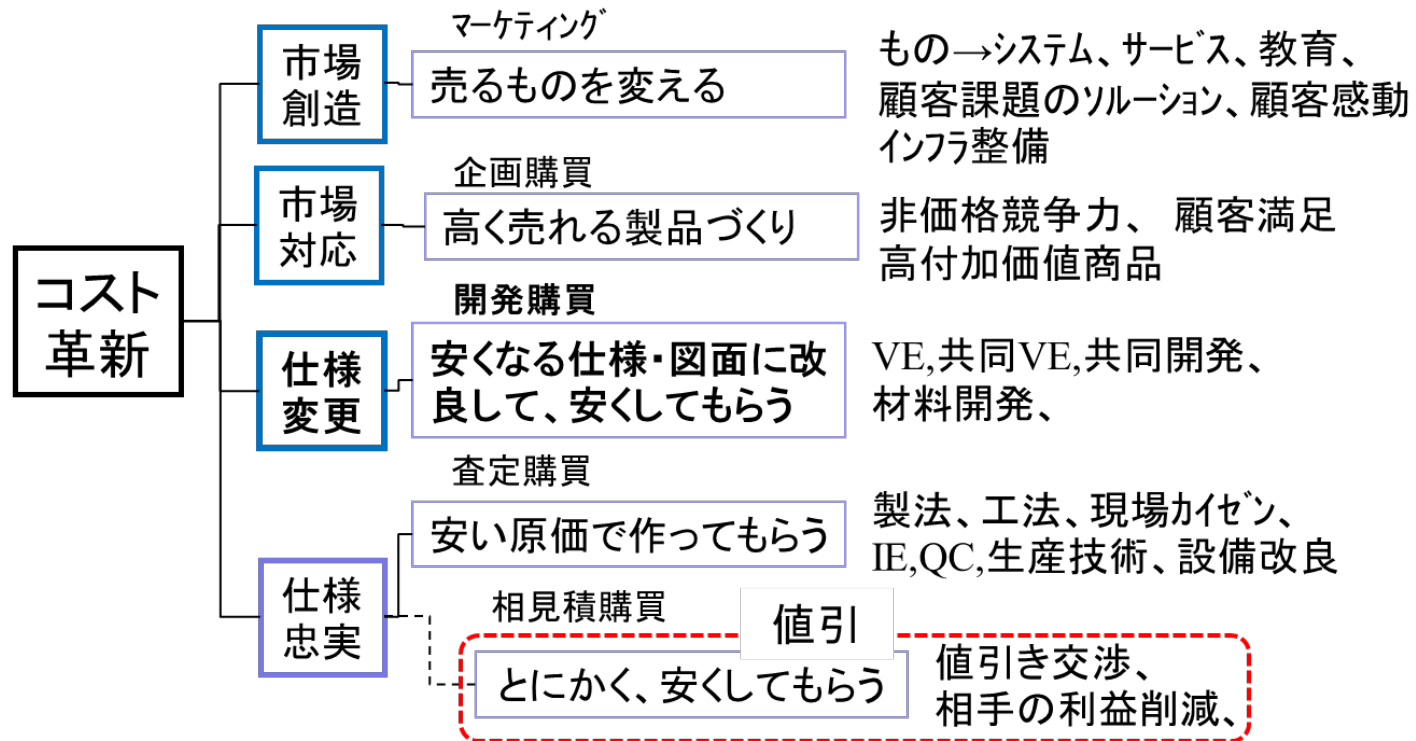 コスト
革新
市場
創造
マーケティング
売るものを変える
もの→システム、サービス、教育、
顧客課題のソルーション、顧客感動
インフラ整備
市場
対応
企画購買
高く売れる製品づくり
非価格競争力、 顧客満足
高付加価値商品
仕様
変更
開発購買
安くなる仕様・図面に改
良して、安くしてもらう
VE,共同VE,共同開発、
材料開発、
仕様
忠実
査定購買
安い原価で作ってもらう
製法、工法、現場カイゼン、
IE,QC,生産技術、設備改良
相見積購買
値引
とにかく、安くしてもらう
値引き交渉、
相手の利益削減、